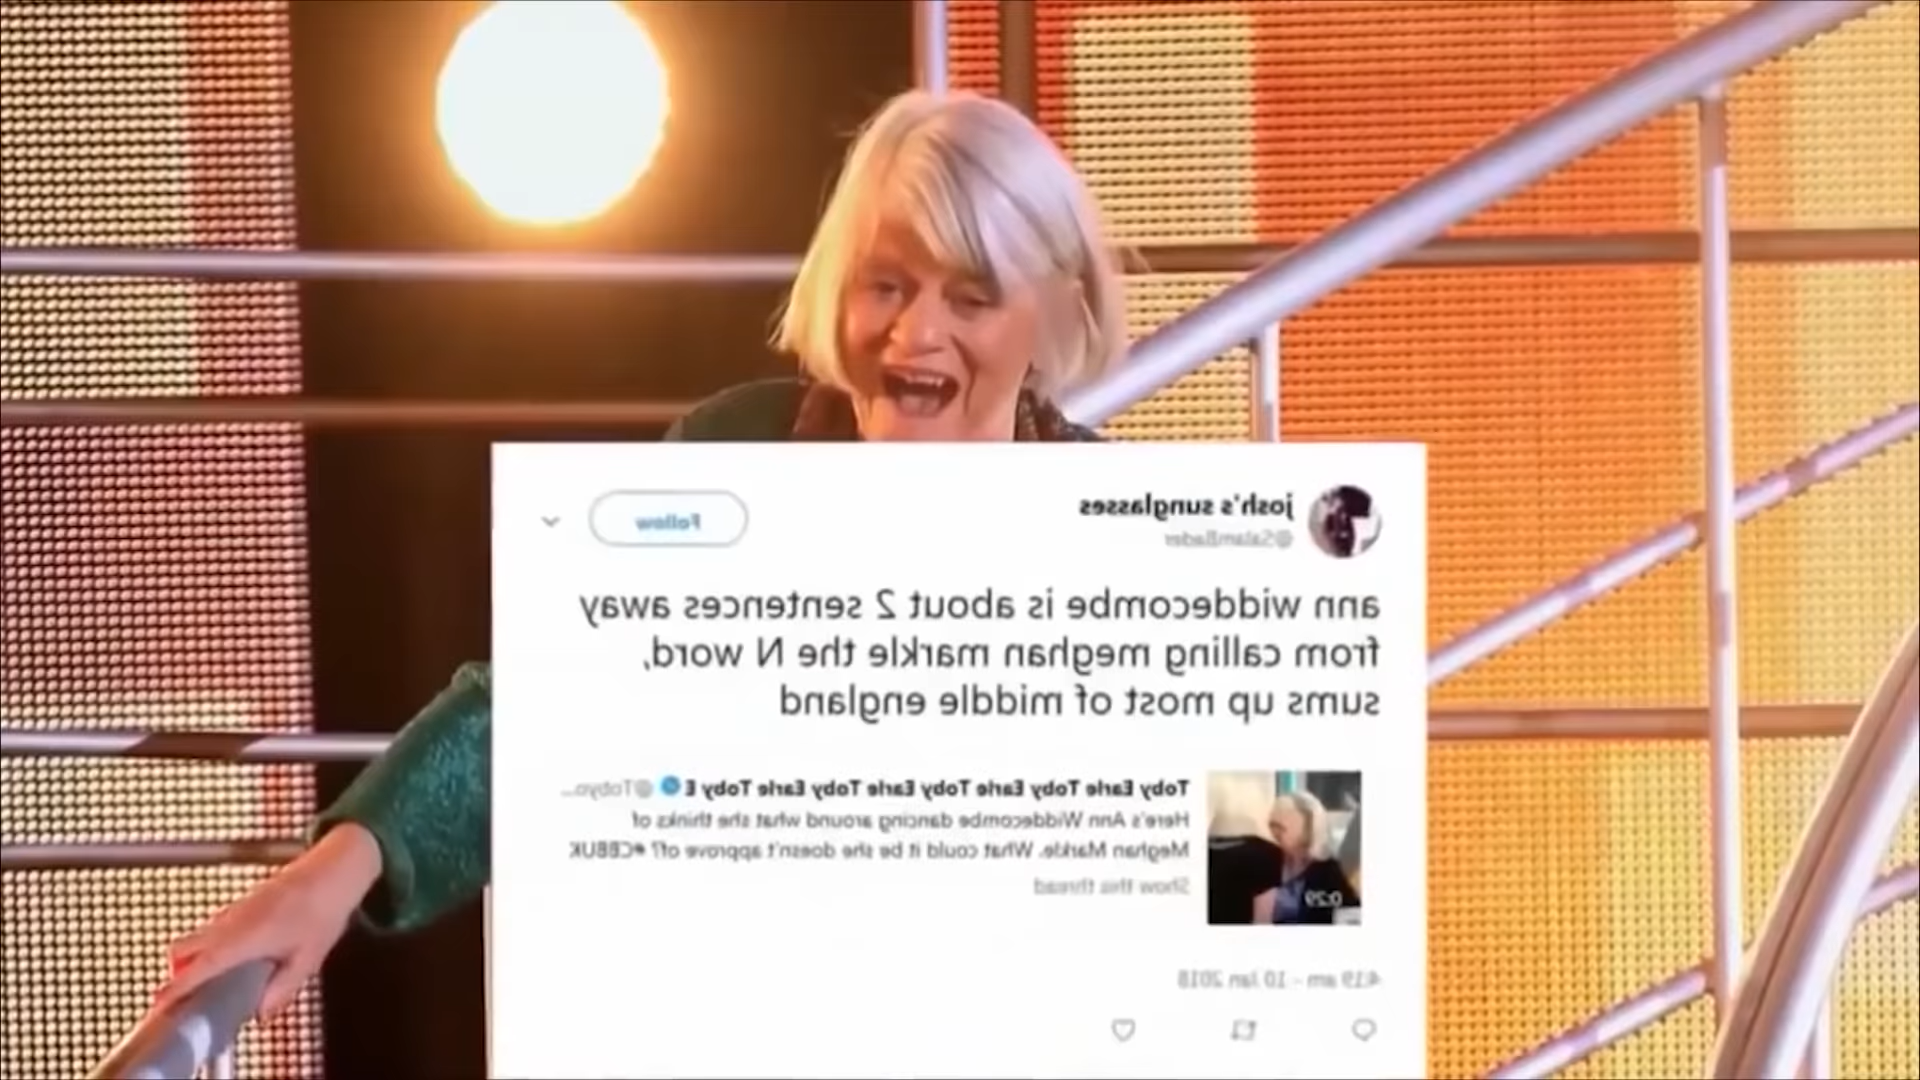 josh's sunglasses
@SalamBader
Follow
ann widdecombe is about 2 sentences away
from calling meghan markle the N word,
sums up most of middle england
Toby Earle Toby Earle Toby Earle Toby Earle Toby E @Tobyo...
Here's Ann Widdecombe dancing around what she thinks of
Meghan Markle. What could it be she doesn't approve of? #CBBUK
Show this thread
0:29
4:19 am - 10 Jan 2018